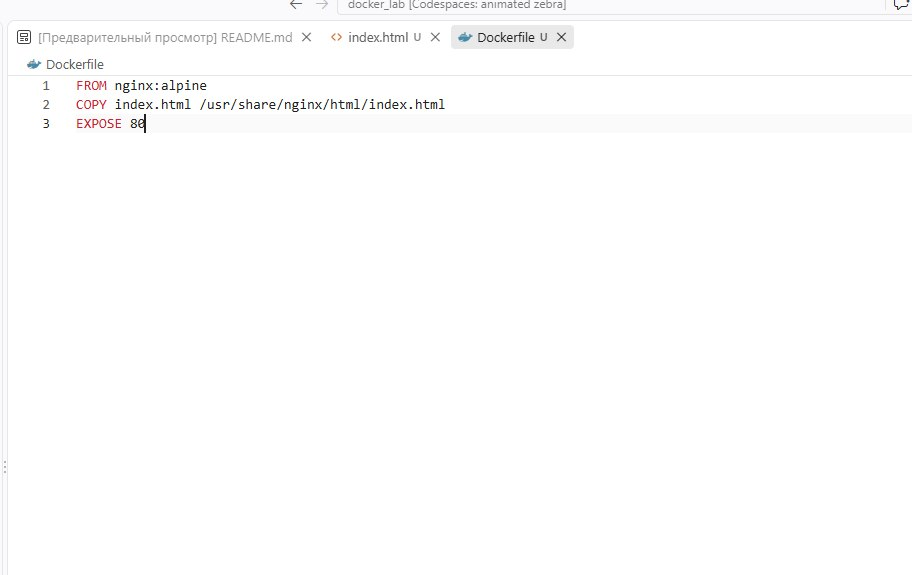 docker_lab [Codespaces: animated zebra]
[Предварительный просмотр] README.md
index.html U
Dockerfile U
Dockerfile
1 FROM nginx:alpine
2 COPY index.html /usr/share/nginx/html/index.html
3 EXPOSE 80